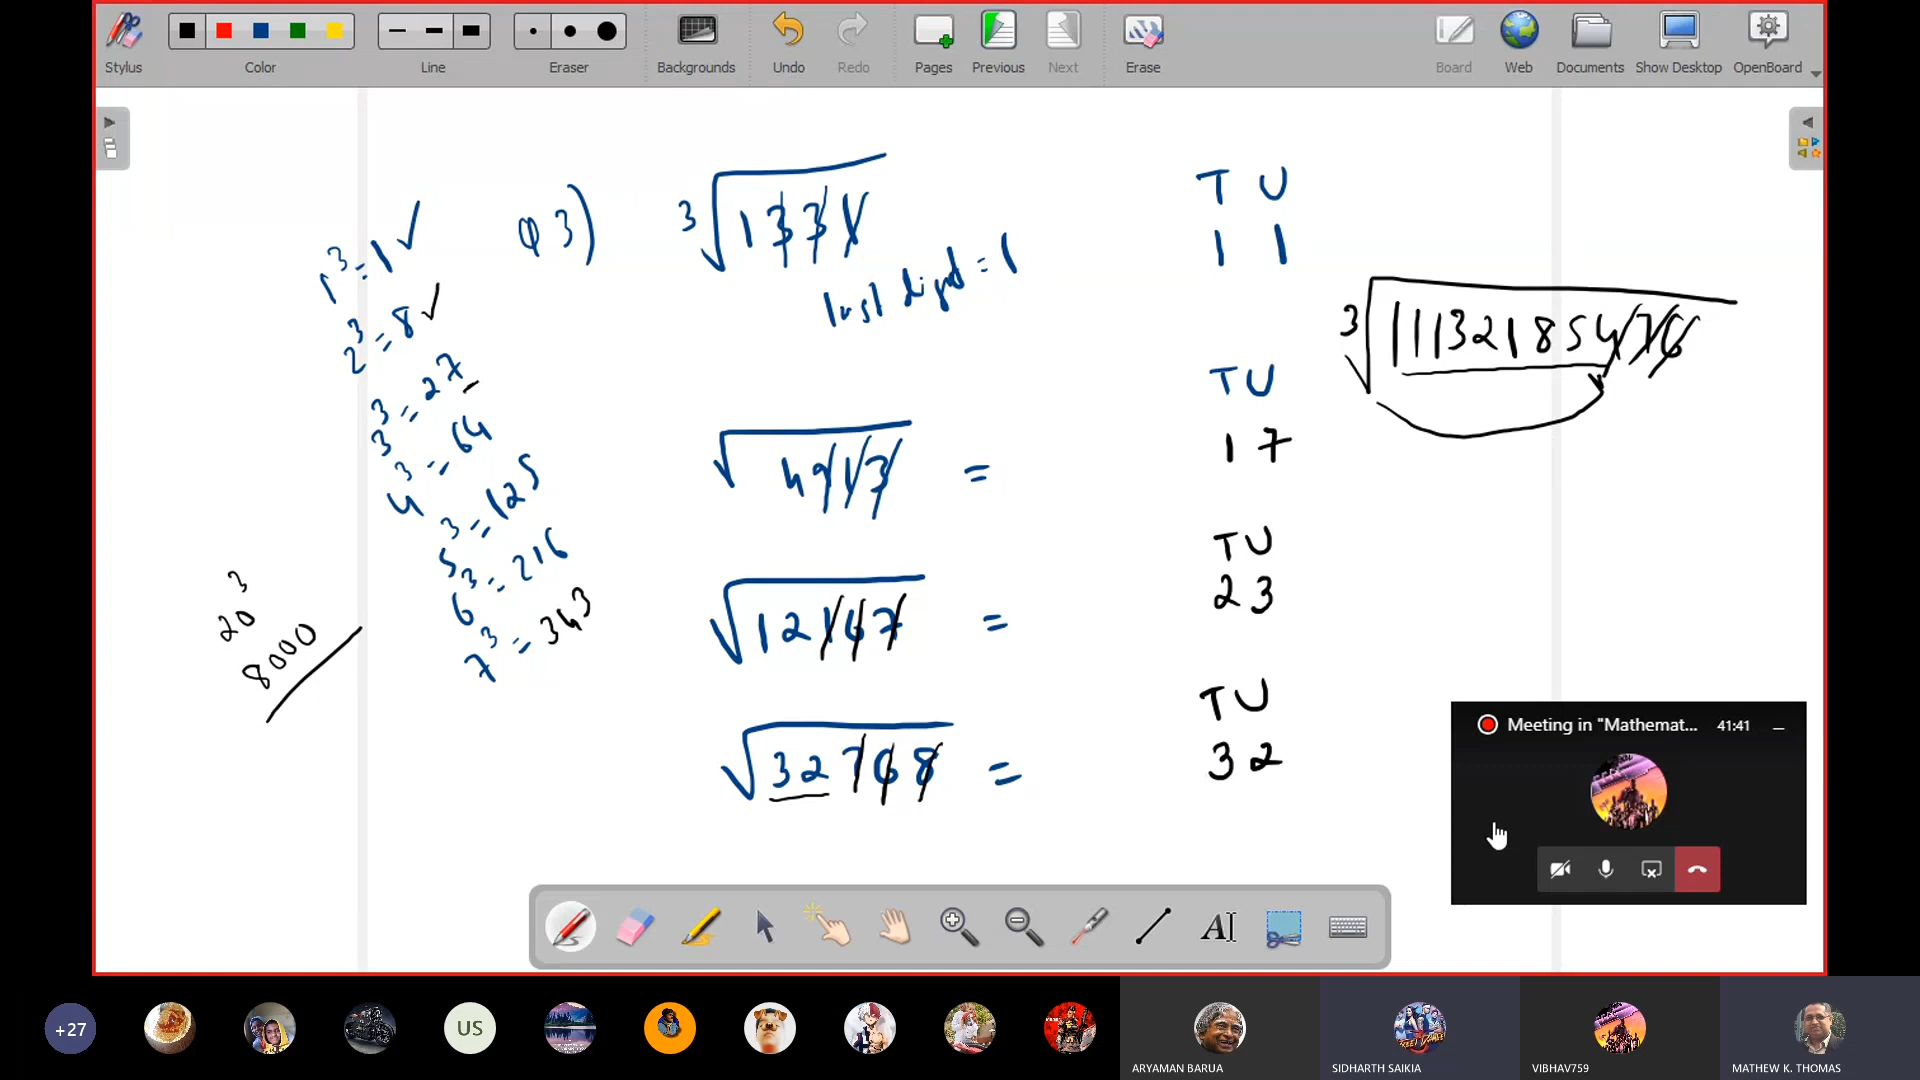 Stylus
Color
Line
Eraser
Backgrounds
Undo
Redo
Pages
Previous
Next
Erase
Board
Web
Documents
Show Desktop
OpenBoard
1³ = 1 ✓
2³ = 8 ✓
3³ = 27
4³ = 64
5³ = 125
6³ = 216
7³ = 343
20³
8000
Q3)
³√1331
last digit = 1
T U
1 1
√4913 =
T U
1 7
√12167 =
T U
2 3
√32768 =
T U
3 2
³√11132185476
Meeting in "Mathemat... 41:41
AI
+27
US
ARYAMAN BARUA
SIDHARTH SAIKIA
VIBHAV759
MATHEW K. THOMAS